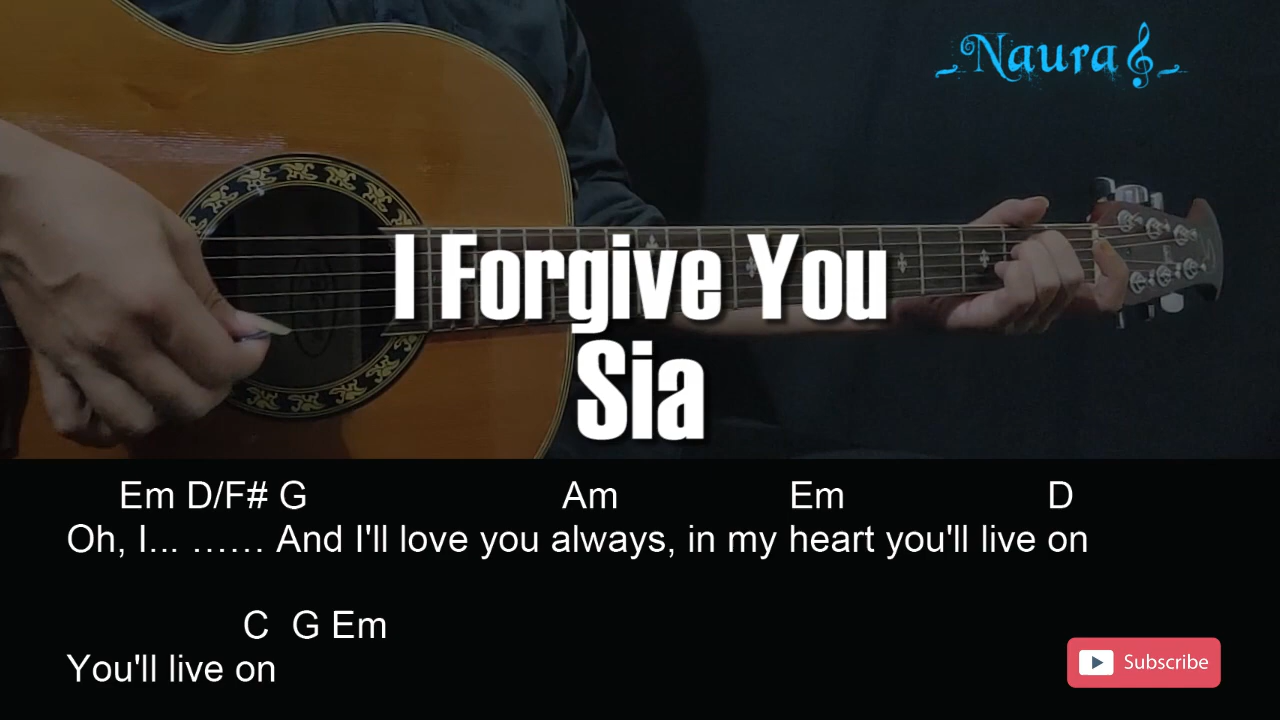 Naura
I Forgive You
Sia
Em D/F# G Am Em D
Oh, I... …… And I'll love you always, in my heart you'll live on
C G Em
You'll live on
Subscribe